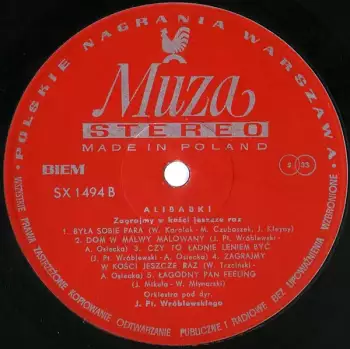 POLSKIE NAGRANIA WARSZAWA
Muza
STEREO
MADE IN POLAND
BIEM
2 33
SX 1494 B
ALIBABKI
Zagrajmy w kości jeszcze raz
1. BYŁA SOBIE PARA (W. Karolak - M. Czubaszek, J. Kleyny)
2. DOM W MALWY MALOWANY (J. Pt. Wróblewski -
A. Osiecka) 3. CZY TO ŁADNIE LENIEM BYĆ
(J. Pt. Wróblewski - A. Osiecka) 4. ZAGRAJMY
W KOŚCI JESZCZE RAZ (W. Trzciński -
A. Osiecka) 5. ŁAGODNY PAN FEELING
(J. Mikuła - W. Młynarski)
Orkiestra pod dyr.
J. Pt. Wróblewskiego
WSZELKIE PRAWA ZASTRZEŻONE KOPIOWANIE ODTWARZANIE PUBLICZNE I RADIOWE BEZ UPOWAŻNIENIA WZBRONIONE